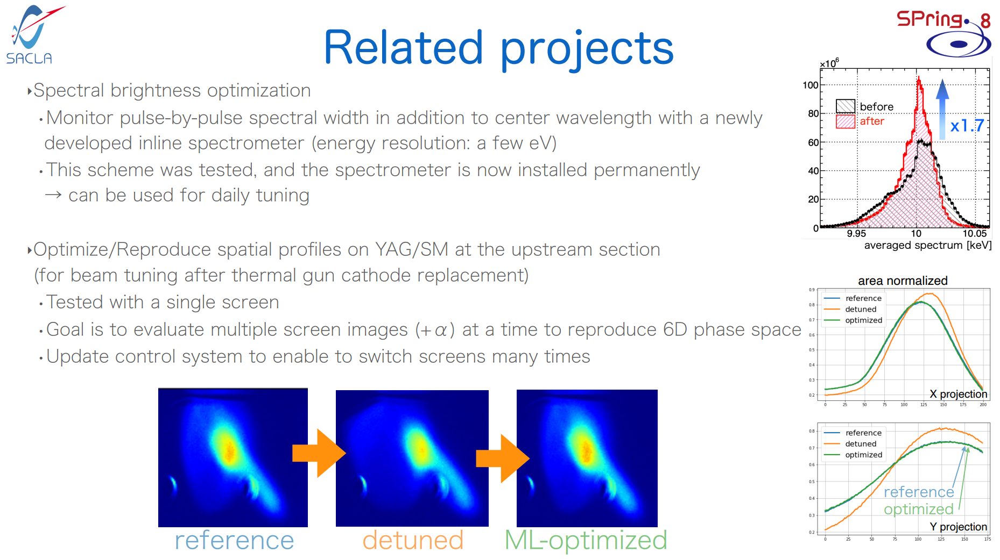 SACLA
SPring-8
Related projects
‣Spectral brightness optimization
・Monitor pulse-by-pulse spectral width in addition to center wavelength with a newly
developed inline spectrometer (energy resolution: a few eV)
・This scheme was tested, and the spectrometer is now installed permanently
→ can be used for daily tuning
‣Optimize/Reproduce spatial profiles on YAG/SM at the upstream section
(for beam tuning after thermal gun cathode replacement)
・Tested with a single screen
・Goal is to evaluate multiple screen images (+α) at a time to reproduce 6D phase space
・Update control system to enable to switch screens many times
reference
detuned
ML-optimized
×10⁶
100
80
60
40
20
0
before
after
x1.7
9.95 10 10.05
averaged spectrum [keV]
area normalized
0.9
0.8
0.7
0.6
0.5
0.4
0.3
0.2
reference
detuned
optimized
X projection
0 25 50 75 100 125 150 175 200
0.8
0.7
0.6
0.5
0.4
0.3
0.2
reference
detuned
optimized
reference
optimized
Y projection
0 25 50 75 100 125 150 175